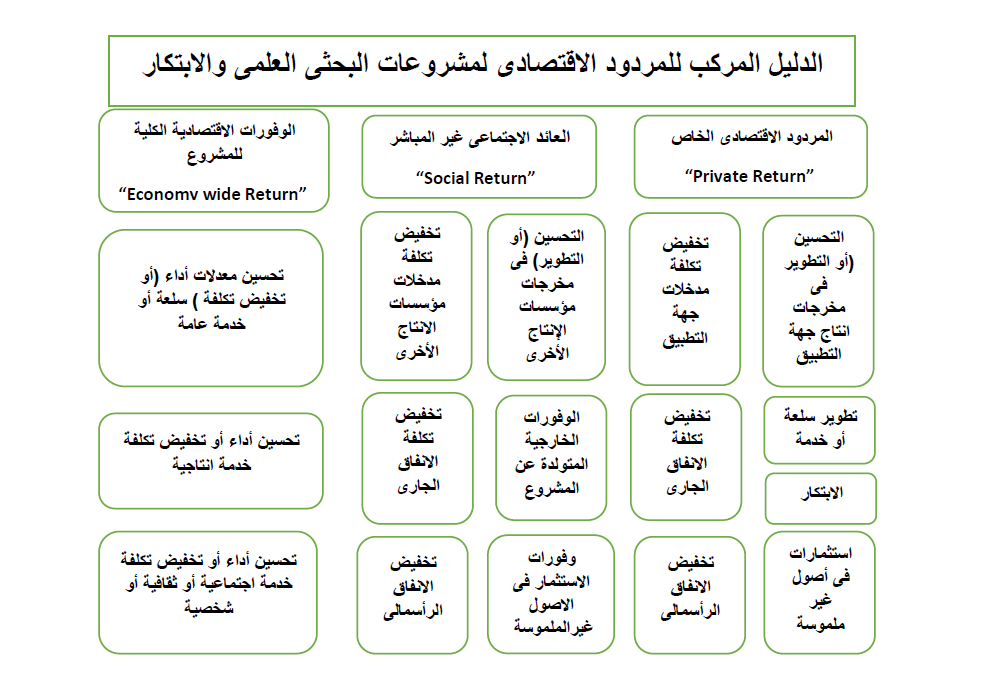 الدليل المركب للمردود الاقتصادى لمشروعات البحثى العلمى والابتكار
المردود الاقتصادى الخاص
“Private Return”
العائد الاجتماعى غير المباشر
“Social Return”
الوفورات الاقتصادية الكلية
للمشروع
“Economv wide Return”
التحسين
(أو التطوير
فى
مخرجات
انتاج جهة
التطبيق
تخفيض
تكلفة
مدخلات
جهة
التطبيق
التحسين (أو
التطوير) فى
مخرجات
مؤسسات
الإنتاج
الأخرى
تخفيض
تكلفة
مدخلات
مؤسسات
الانتاج
الأخرى
تحسين معدلات أداء (أو
تخفيض تكلفة ) سلعة أو
خدمة عامة
تطوير سلعة
أو خدمة
الابتكار
تخفيض
تكلفة
الانفاق
الجارى
الوفورات
الخارجية
المتولدة عن
المشروع
تخفيض
تكلفة
الانفاق
الجارى
تحسين أداء أو تخفيض تكلفة
خدمة انتاجية
استثمارات
فى أصول
غير
ملموسة
تخفيض
الانفاق
الرأسمالى
وفورات
الاستثمار فى
الاصول
غيرالملموسة
تخفيض
الانفاق
الرأسمالى
تحسين أداء أو تخفيض تكلفة
خدمة اجتماعية أو ثقافية أو
شخصية